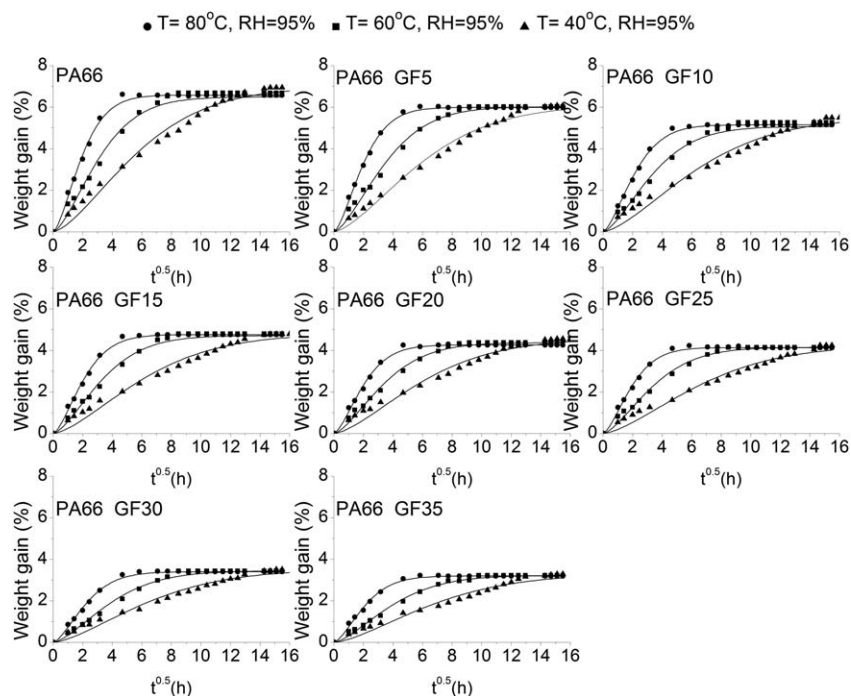 ● T= 80°C, RH=95% ■ T= 60°C, RH=95% ▲ T= 40°C, RH=95%
PA66
Weight gain (%)
8
6
4
2
0
0 2 4 6 8 10 12 14 16
t^0.5(h)
PA66 GF5
Weight gain (%)
8
6
4
2
0
0 2 4 6 8 10 12 14 16
t^0.5(h)
PA66 GF10
Weight gain (%)
8
6
4
2
0
0 2 4 6 8 10 12 14 16
t^0.5(h)
PA66 GF15
Weight gain (%)
8
4
0
0 2 4 6 8 10 12 14 16
t^0.5(h)
PA66 GF20
Weight gain (%)
8
6
4
2
0
0 2 4 6 8 10 12 14 16
t^0.5(h)
PA66 GF25
Weight gain (%)
8
6
4
2
0
0 2 4 6 8 10 12 14 16
t^0.5(h)
PA66 GF30
Weight gain (%)
8
4
2
0
0 2 4 6 8 10 12 14 16
t^0.5(h)
PA66 GF35
Weight gain (%)
8
4
2
0
0 2 4 6 8 10 12 14 16
t^0.5(h)